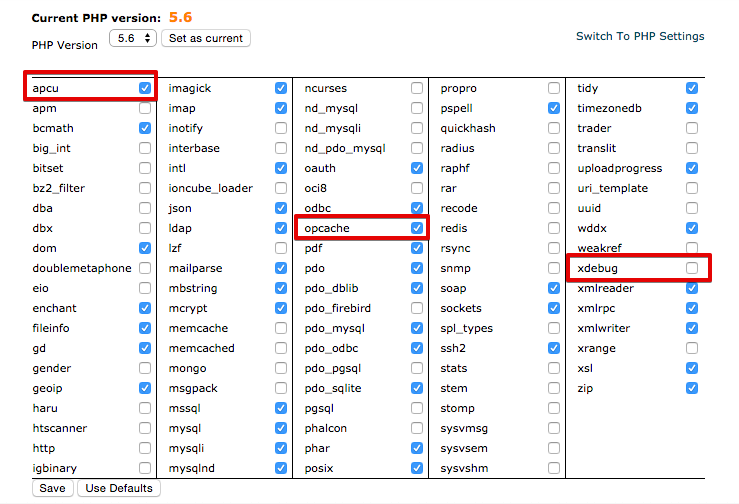 Current PHP version: 5.6
PHP Version 5.6 Set as current
Switch To PHP Settings
apcu
apm
bcmath
big_int
bitset
bz2_filter
dba
dbx
dom
doublemetaphone
eio
enchant
fileinfo
gd
gender
geoip
haru
htscanner
http
igbinary
imagick
imap
inotify
interbase
intl
ioncube_loader
json
ldap
lzf
mailparse
mbstring
mcrypt
memcache
memcached
mongo
msgpack
mssql
mysql
mysqli
mysqlnd
ncurses
nd_mysql
nd_mysqli
nd_pdo_mysql
oauth
oci8
odbc
opcache
pdf
pdo
pdo_dblib
pdo_firebird
pdo_mysql
pdo_odbc
pdo_pgsql
pdo_sqlite
pgsql
phalcon
phar
posix
propro
pspell
quickhash
radius
raphf
rar
recode
redis
rsync
snmp
soap
sockets
spl_types
ssh2
stats
stem
stomp
sysvmsg
sysvsem
sysvshm
tidy
timezonedb
trader
translit
uploadprogress
uri_template
uuid
wddx
weakref
xdebug
xmlreader
xmlrpc
xmlwriter
xrange
xsl
zip
Save Use Defaults